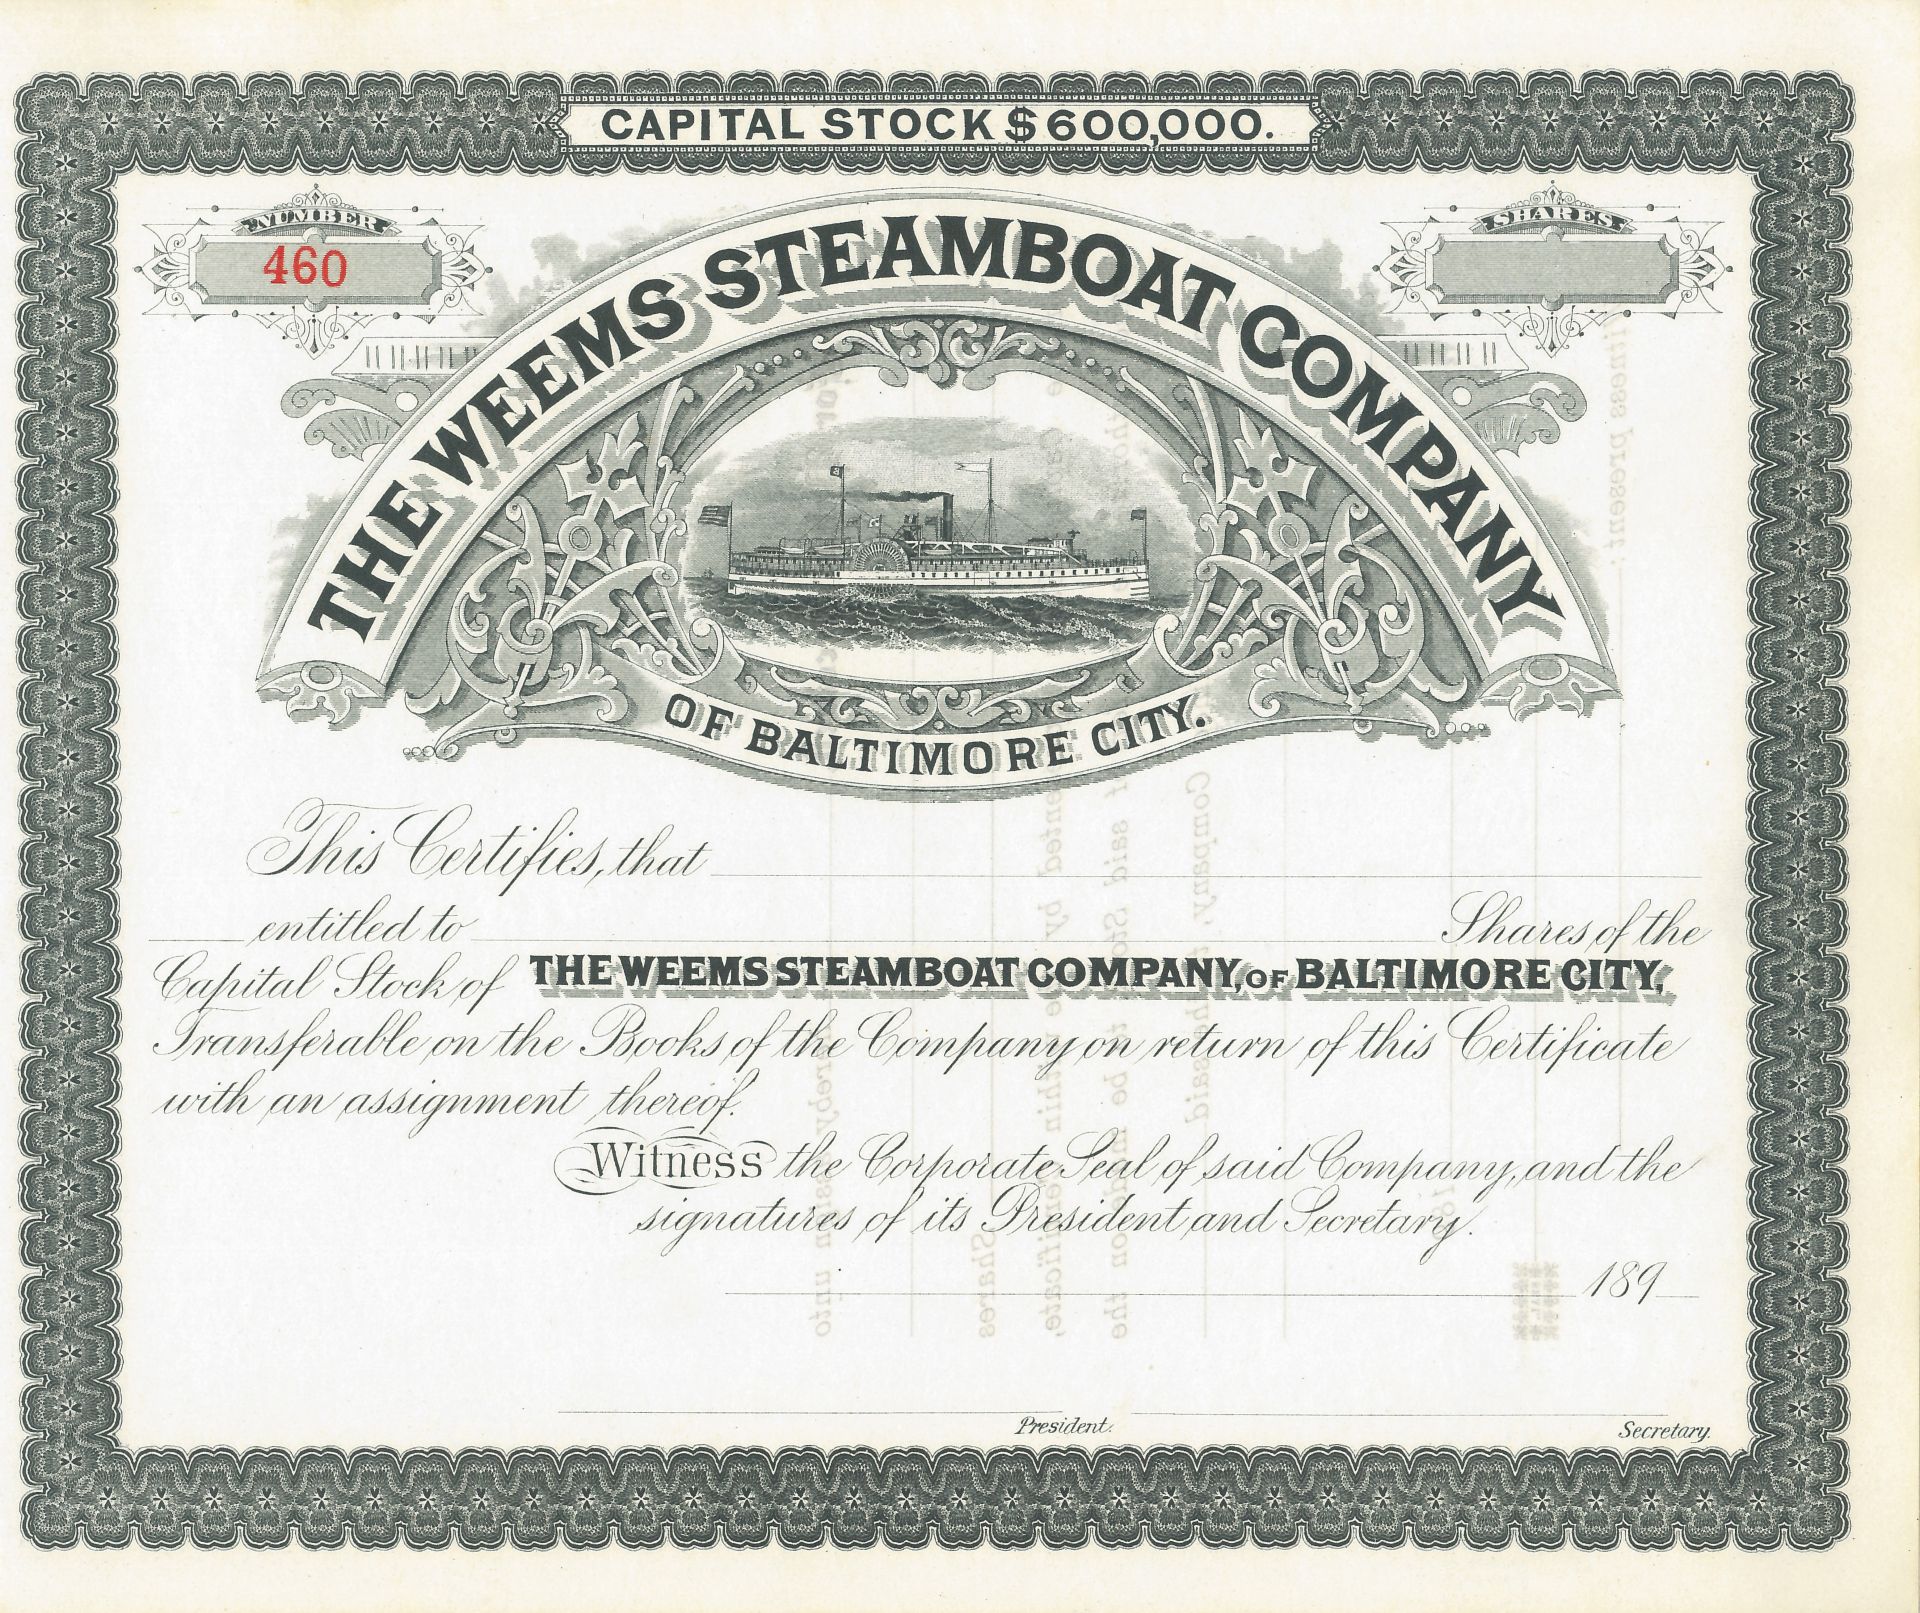 CAPITAL STOCK $600,000.
NUMBER
460
SHARES
THE WEEMS STEAMBOAT COMPANY
OF BALTIMORE CITY.
This Certifies, that
entitled to Shares of the
Capital Stock of THE WEEMS STEAMBOAT COMPANY, OF BALTIMORE CITY,
Transferable on the Books of the Company on return of this Certificate
with an assignment thereof.
Witness the Corporate Seal of said Company, and the
signatures of its President and Secretary.
189
President.
Secretary.